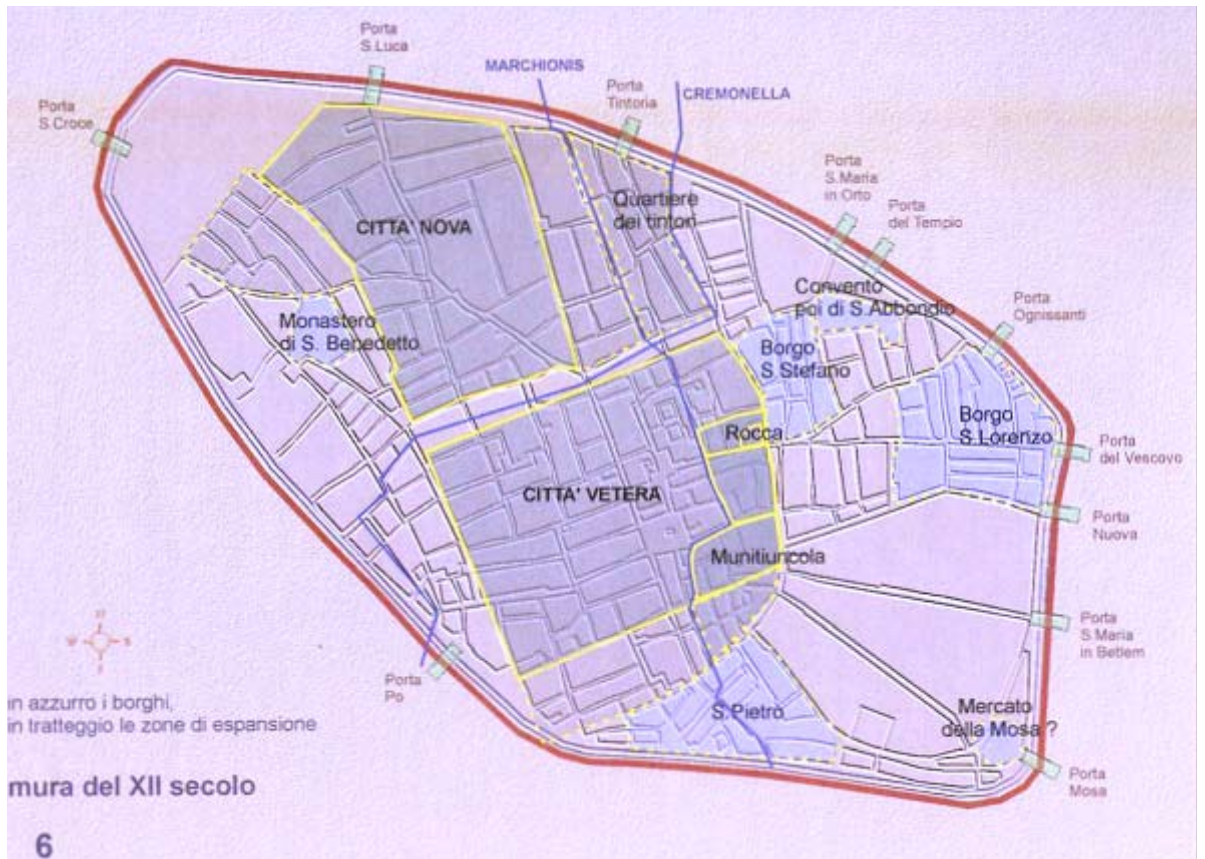 Porta
S.Luca
MARCHIONIS
Porta
Tintoria
CREMONELLA
Porta
S.Croce
Porta
S.Maria
in Orto
Porta
del Tempio
Quartiere
dei tintori
CITTA' NOVA
Convento
poi di S.Abbondio
Porta
Ognissanti
Monastero
di S. Benedetto
Borgo
S.Stefano
Borgo
S.Lorenzo
Rocca
Porta
del Vescovo
CITTA' VETERA
Porta
Nuova
Munitiuncola
Porta
S.Maria
in Betlem
Porta
Po
in azzurro i borghi,
in tratteggio le zone di espansione
S.Pietro
Mercato
della Mosa ?
Porta
Mosa
mura del XII secolo
6